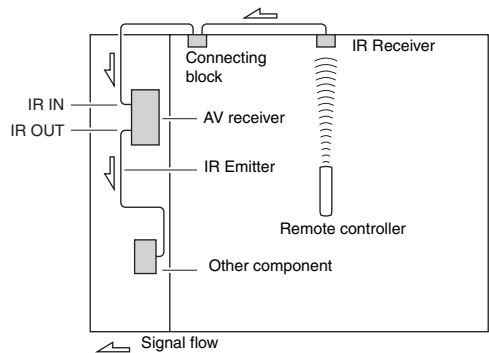 IR Receiver
Connecting
block
IR IN
AV receiver
IR OUT
IR Emitter
Remote controller
Other component
Signal flow